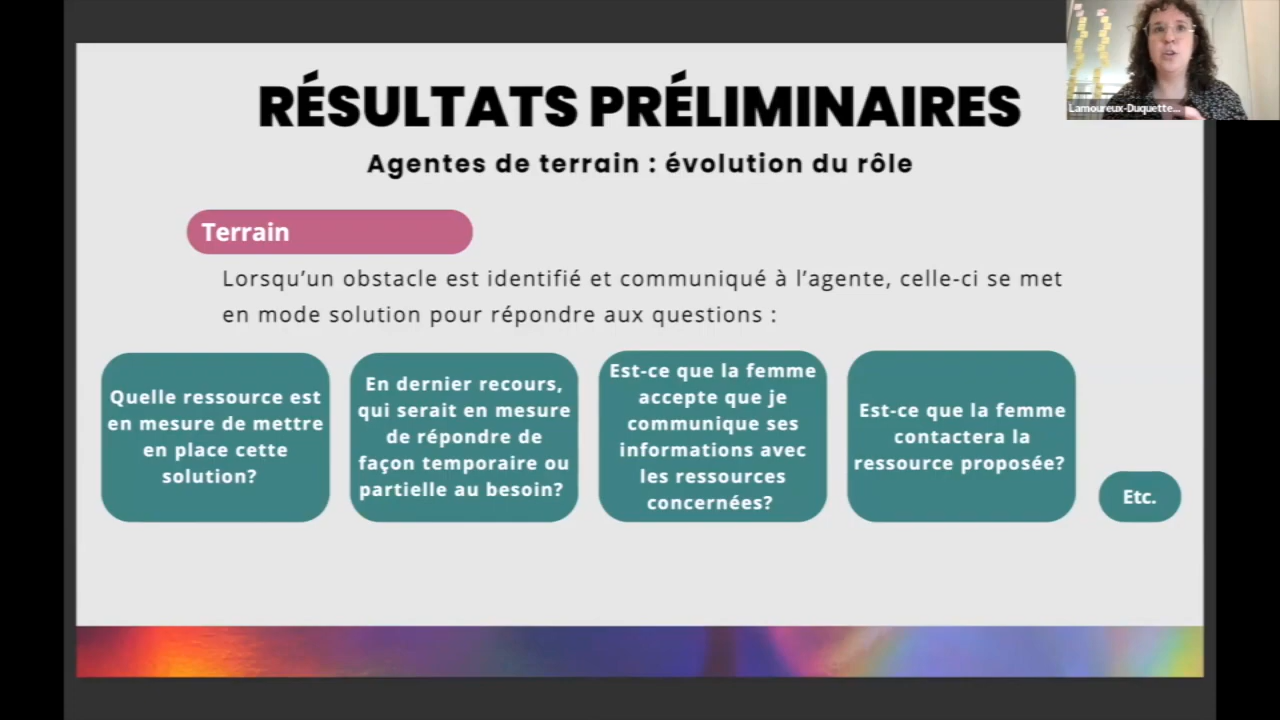 RÉSULTATS PRÉLIMINAIRES
Agentes de terrain : évolution du rôle
Lamoureux-Duquette...
Terrain
Lorsqu'un obstacle est identifié et communiqué à l'agente, celle-ci se met
en mode solution pour répondre aux questions :
Quelle ressource est
en mesure de mettre
en place cette
solution?
En dernier recours,
qui serait en mesure
de répondre de
façon temporaire ou
partielle au besoin?
Est-ce que la femme
accepte que je
communique ses
informations avec
les ressources
concernées?
Est-ce que la femme
contactera la
ressource proposée?
Etc.